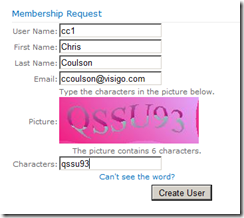 Membership Request
User Name: cc1
First Name: Chris
Last Name: Coulson
Email: ccoulson@visigo.com
Type the characters in the picture below.
Picture: QSSU93
The picture contains 6 characters.
Characters: qssu93
Can't see the word?
Create User